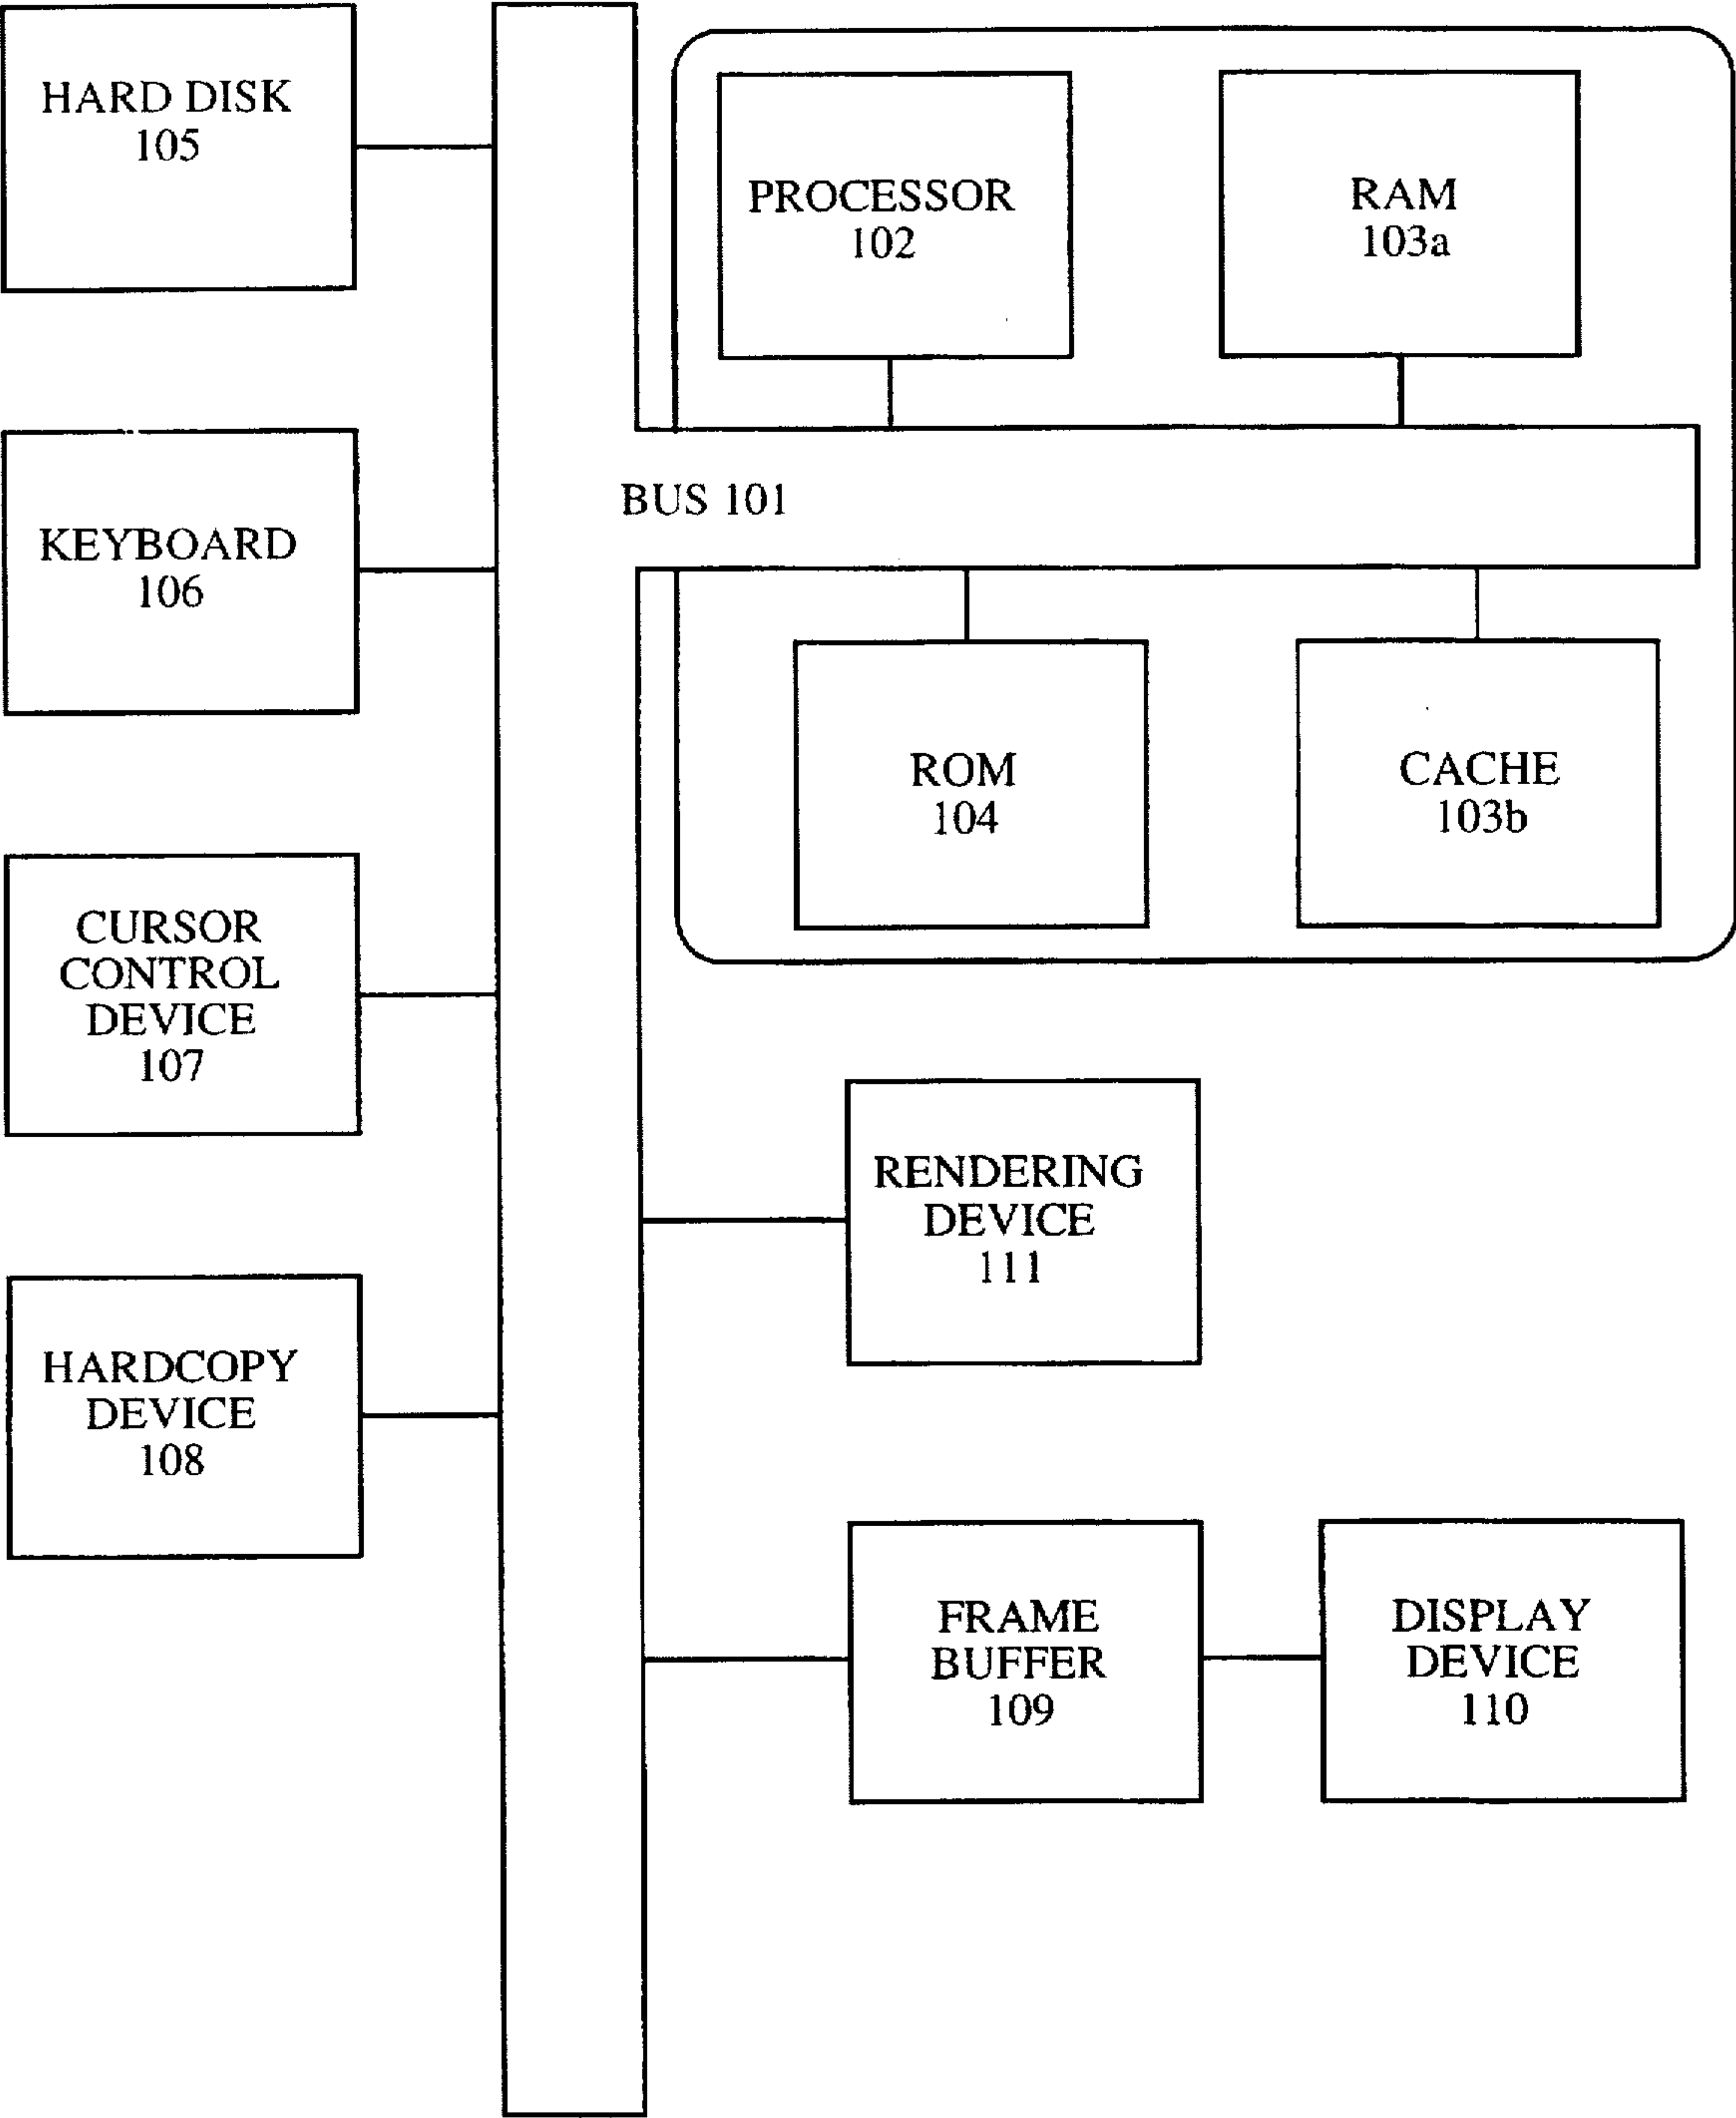 HARD DISK
105
PROCESSOR
102
RAM
103a
BUS 101
KEYBOARD
106
ROM
104
CACHE
103b
CURSOR
CONTROL
DEVICE
107
RENDERING
DEVICE
111
HARDCOPY
DEVICE
108
FRAME
BUFFER
109
DISPLAY
DEVICE
110